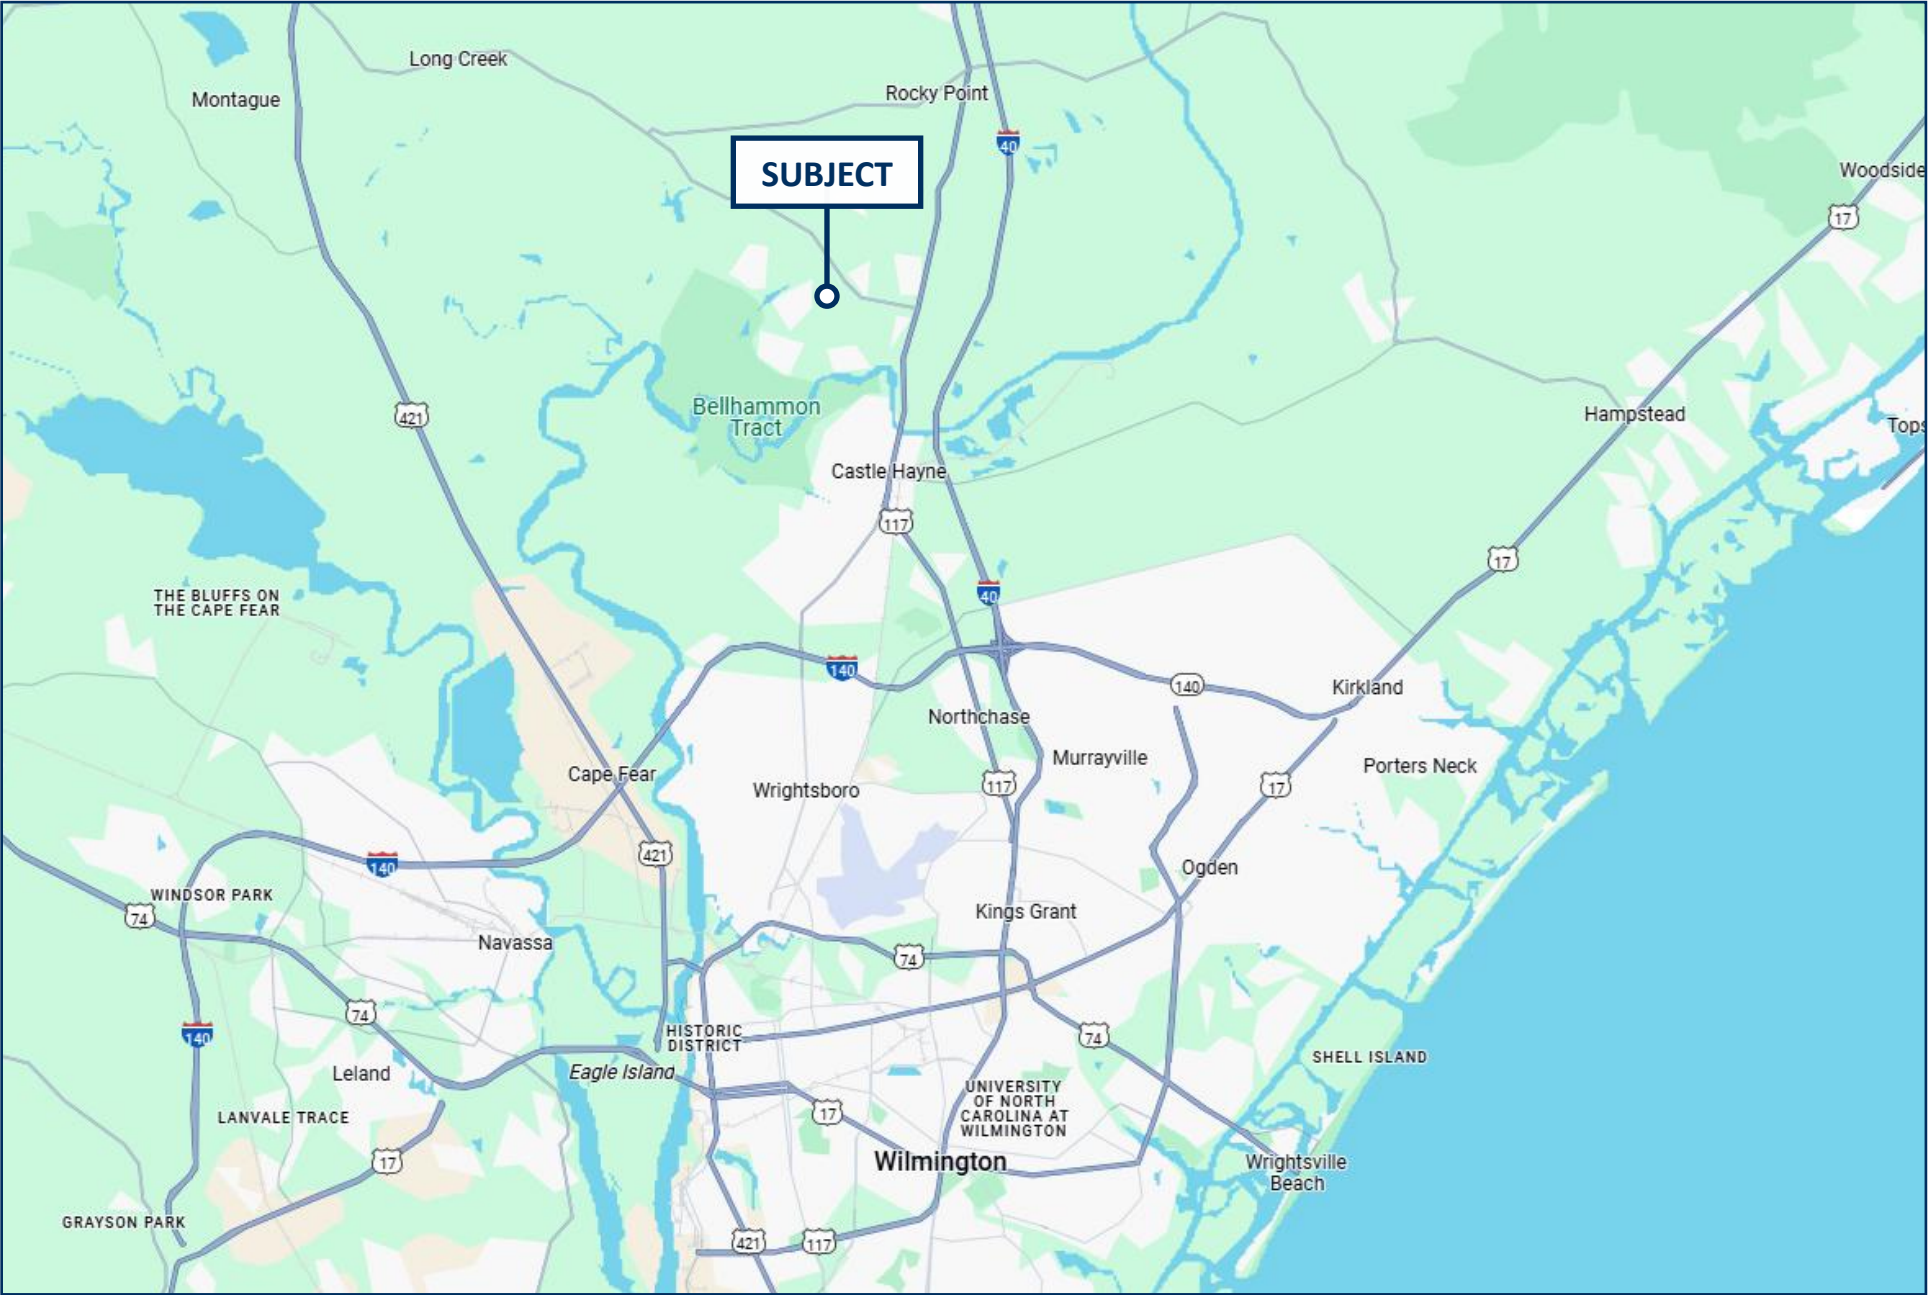 Long Creek
Montague
Rocky Point
40
SUBJECT
Woodside
17
421
Bellhammon
Tract
Hampstead
Tops
Castle Hayne
117
17
THE BLUFFS ON
THE CAPE FEAR
40
140
140
Kirkland
Northchase
Murrayville
Porters Neck
Cape Fear
Wrightsboro
117
17
421
140
Ogden
WINDSOR PARK
74
Kings Grant
Navassa
74
74
140
HISTORIC
DISTRICT
74
SHELL ISLAND
Leland
Eagle Island
UNIVERSITY
OF NORTH
CAROLINA AT
WILMINGTON
LANVALE TRACE
17
17
Wilmington
Wrightsville
Beach
GRAYSON PARK
421
117